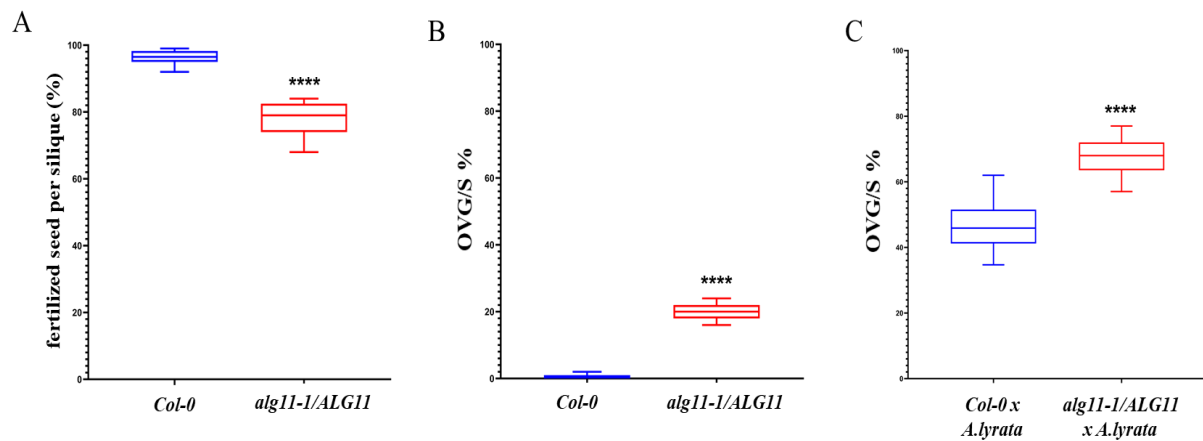 A
B
C
fertilized seed per silique (%)
100
80
60
40
20
0
****
Col-0
alg11-1/ALG11
OVG/S %
100
80
60
40
20
0
****
Col-0
alg11-1/ALG11
OVG/S %
100
80
60
40
20
0
****
Col-0 x
A.lyrata
alg11-1/ALG11
x A.lyrata